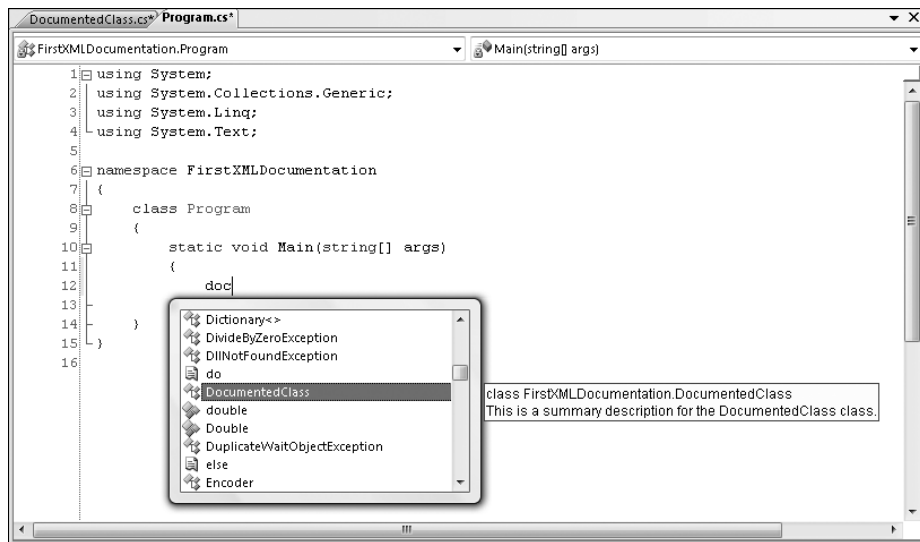 DocumentedClass.cs* Program.cs*
FirstXMLDocumentation.Program Main(string[] args)
1 using System;
2 using System.Collections.Generic;
3 using System.Linq;
4 using System.Text;
5
6 namespace FirstXMLDocumentation
7 {
8 class Program
9 {
10 static void Main(string[] args)
11 {
12 doc
13
14 }
15 }
16
Dictionary<>
DivideByZeroException
DllNotFoundException
do
DocumentedClass
double
Double
DuplicateWaitObjectException
else
Encoder
class FirstXMLDocumentation.DocumentedClass
This is a summary description for the DocumentedClass class.